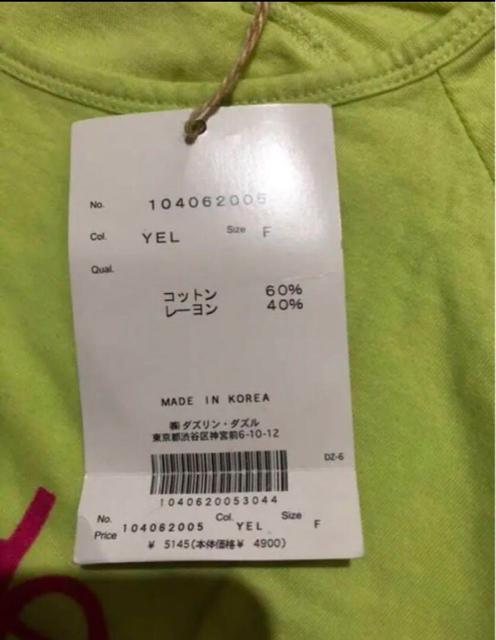 No. 104062005
Col. YEL Size F
Qual.
コットン 60%
レーヨン 40%
MADE IN KOREA
㈱ダズリン・ダズル
東京都渋谷区神宮前6-10-12
DZ-6
1040620053044
No. 104062005 Col. YEL Size F
Price ¥ 5145(本体価格¥ 4900)